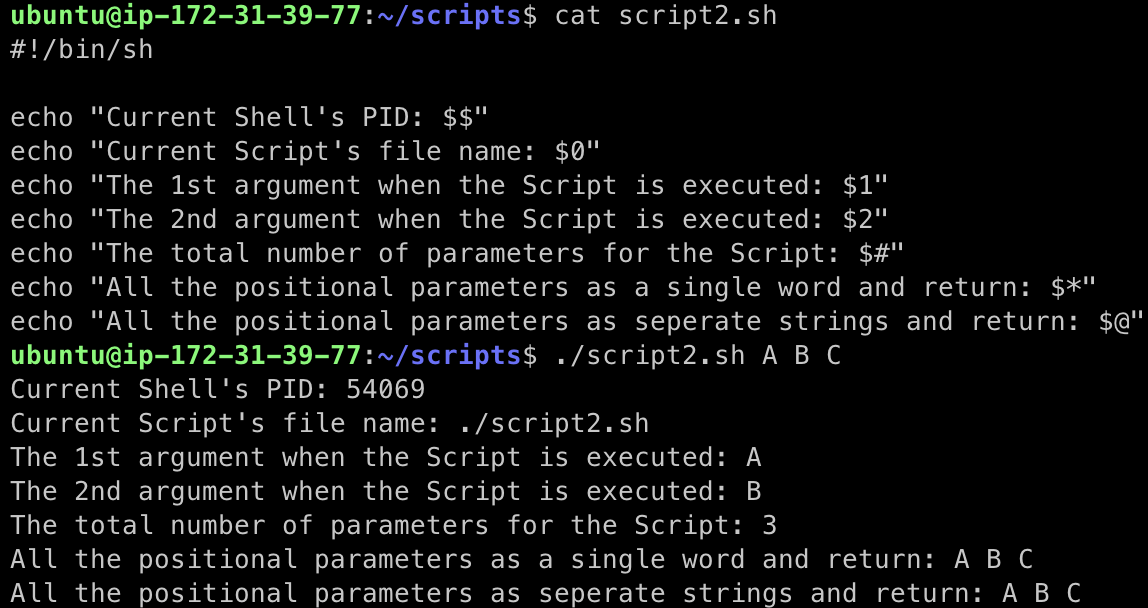 ubuntu@ip-172-31-39-77:~/scripts$ cat script2.sh
#!/bin/sh
echo "Current Shell's PID: $$"
echo "Current Script's file name: $0"
echo "The 1st argument when the Script is executed: $1"
echo "The 2nd argument when the Script is executed: $2"
echo "The total number of parameters for the Script: $#"
echo "All the positional parameters as a single word and return: $*"
echo "All the positional parameters as seperate strings and return: $@"
ubuntu@ip-172-31-39-77:~/scripts$ ./script2.sh A B C
Current Shell's PID: 54069
Current Script's file name: ./script2.sh
The 1st argument when the Script is executed: A
The 2nd argument when the Script is executed: B
The total number of parameters for the Script: 3
All the positional parameters as a single word and return: A B C
All the positional parameters as seperate strings and return: A B C